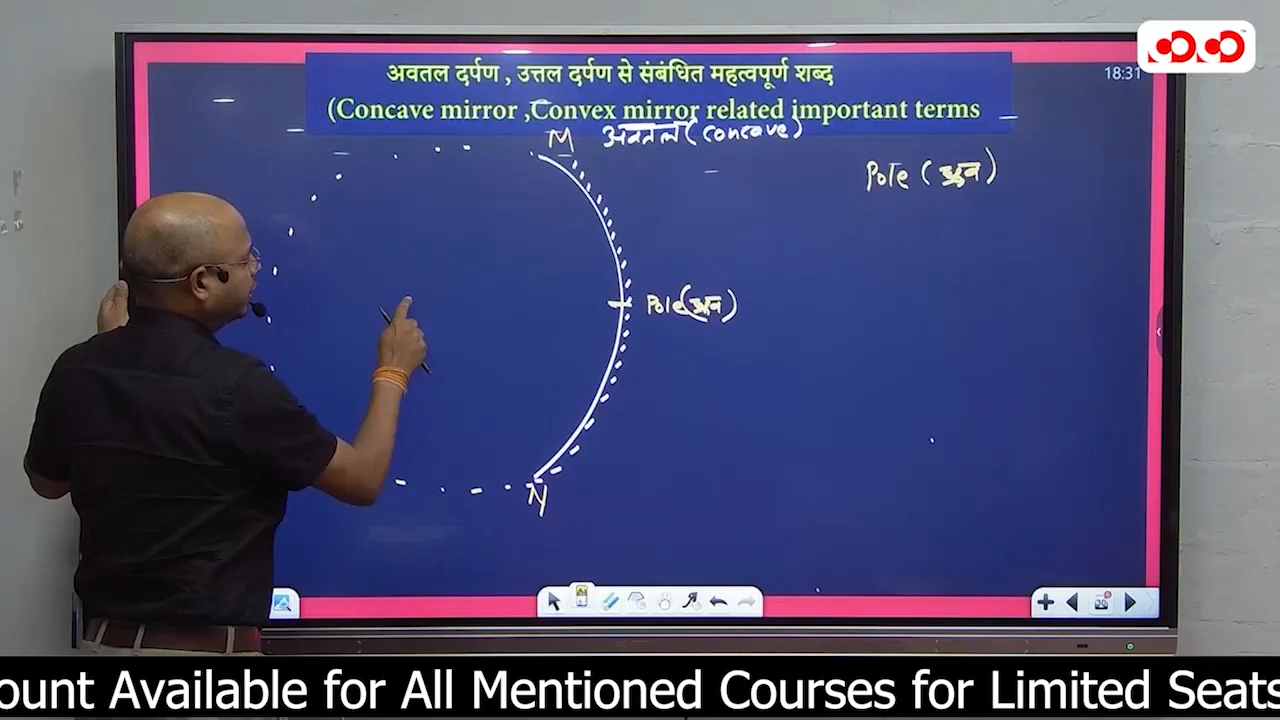 18:31
अवतल दर्पण , उत्तल दर्पण से संबंधित महत्वपूर्ण शब्द
(Concave mirror ,Convex mirror related important terms
M अवतल (Concave)
Pole (ध्रुव)
Pole(ध्रुव)
N
ount Available for All Mentioned Courses for Limited Seats